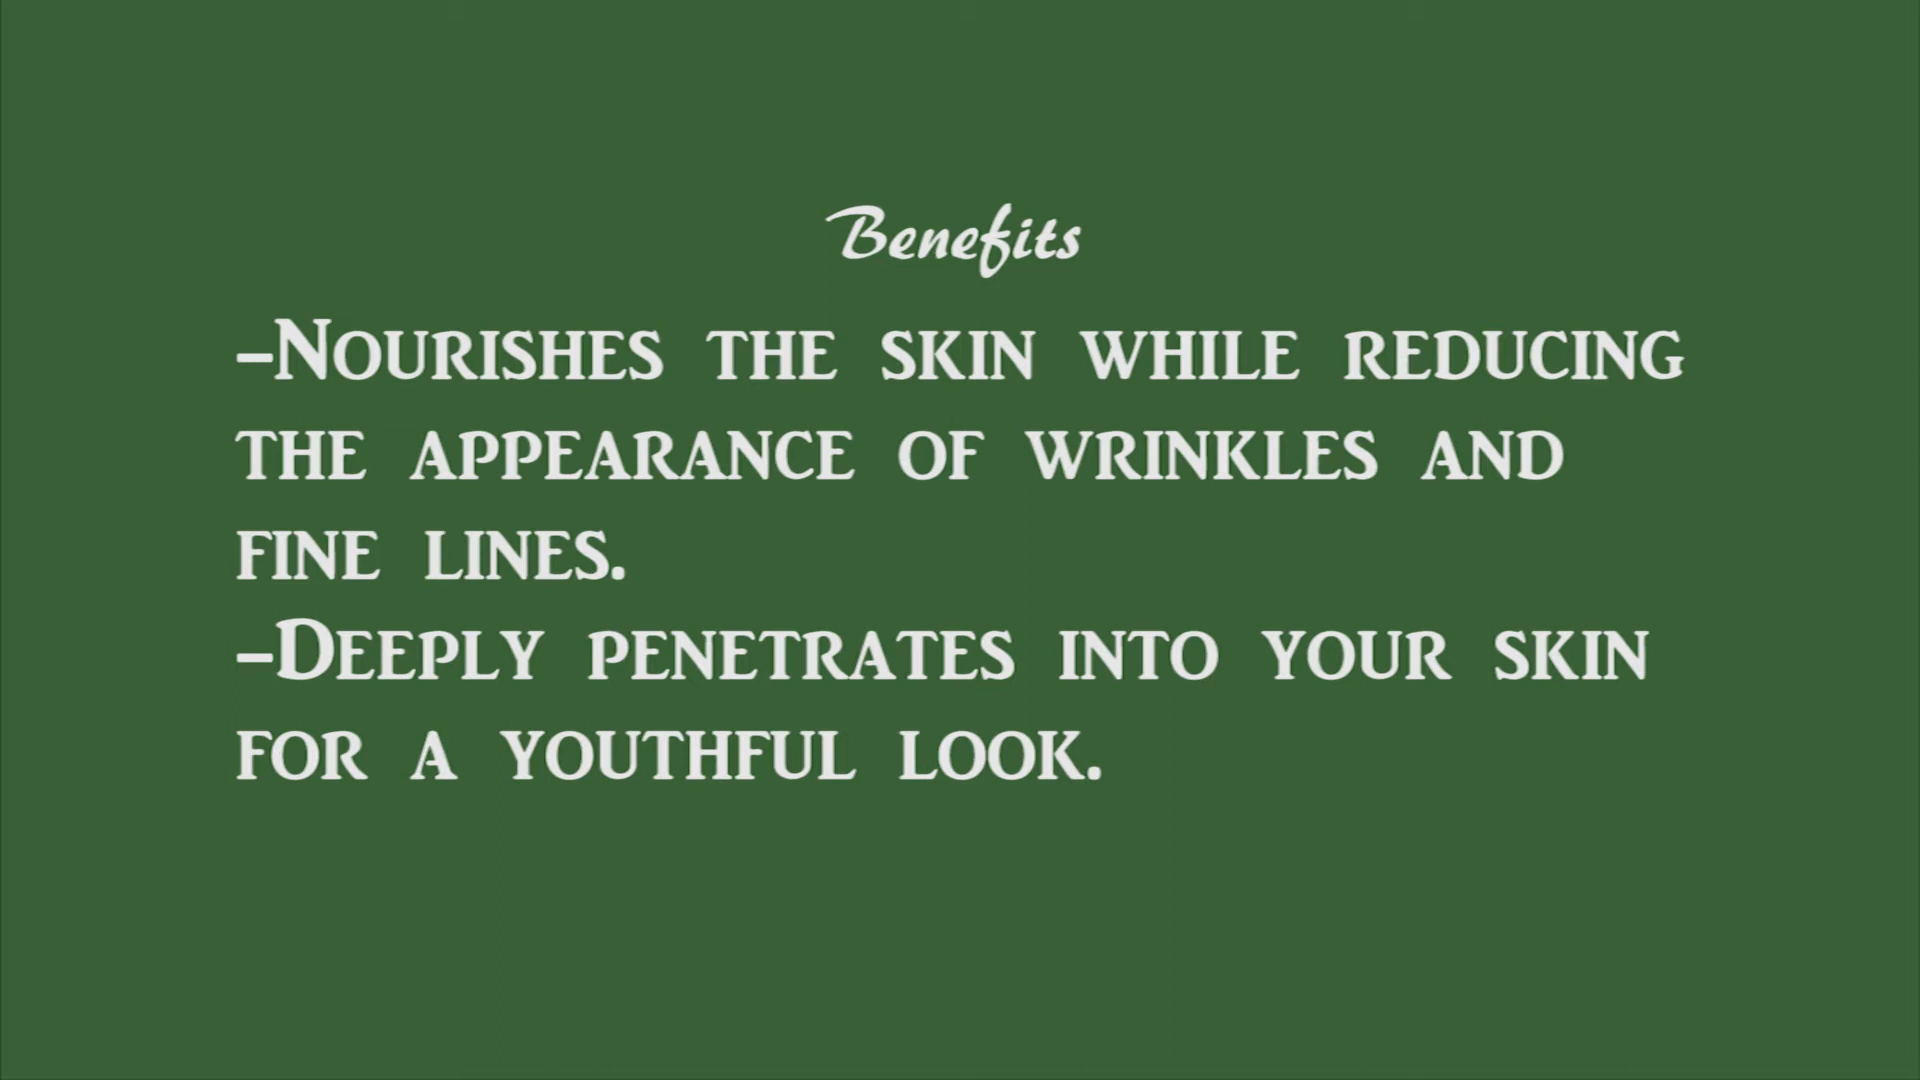 Benefits
-Nourishes the skin while reducing
the appearance of wrinkles and
fine lines.
-Deeply penetrates into your skin
for a youthful look.